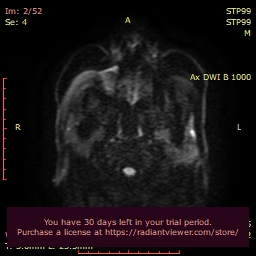 Im: 2/52
Se: 4
STP99
STP99
M
A
Ax DWI B 1000
R
L
You have 30 days left in your trial period.
Purchase a license at https://radiantviewer.com/store/